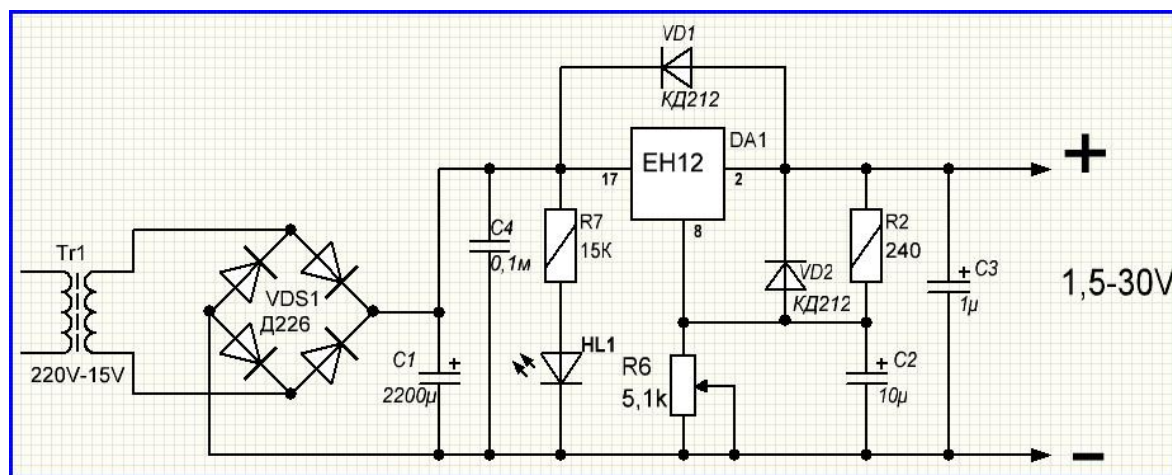 VD1
КД212
DA1
EH12
17
2
8
+
C4
0,1м
R7
15К
R2
240
Tr1
VDS1
Д226
VD2
КД212
+ C3
1µ
1,5-30V
220V-15V
C1 +
2200µ
HL1
R6
5,1k
+ C2
10µ
−